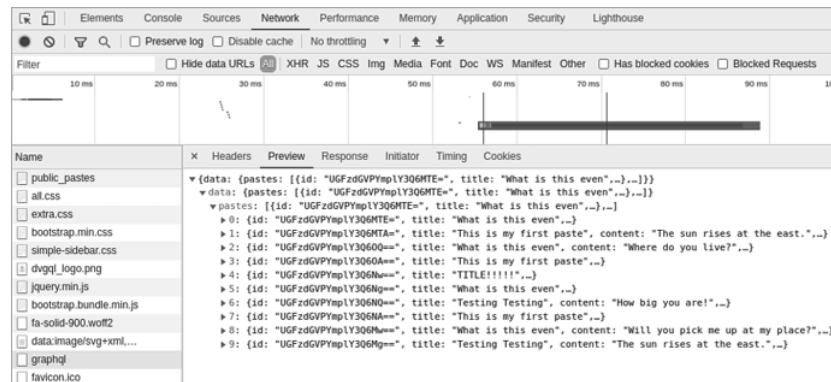 Elements Console Sources Network Performance Memory Application Security Lighthouse
Preserve log Disable cache No throttling
Filter Hide data URLs All XHR JS CSS Img Media Font Doc WS Manifest Other Has blocked cookies Blocked Requests
10 ms 20 ms 30 ms 40 ms 50 ms 60 ms 70 ms 80 ms 90 ms
Name × Headers Preview Response Initiator Timing Cookies
public_pastes
all.css
extra.css
bootstrap.min.css
simple-sidebar.css
dvgql_logo.png
jquery.min.js
bootstrap.bundle.min.js
fa-solid-900.woff2
data:image/svg+xml,…
graphql
favicon.ico
▼{data: {pastes: [{id: "UGFzdGVPYmplY3Q6MTE=", title: "What is this even",…},…]}}
▼data: {pastes: [{id: "UGFzdGVPYmplY3Q6MTE=", title: "What is this even",…},…]}
▼pastes: [{id: "UGFzdGVPYmplY3Q6MTE=", title: "What is this even",…},…]
▶0: {id: "UGFzdGVPYmplY3Q6MTE=", title: "What is this even",…}
▶1: {id: "UGFzdGVPYmplY3Q6MTA=", title: "This is my first paste", content: "The sun rises at the east.",…}
▶2: {id: "UGFzdGVPYmplY3Q6OQ==", title: "What is this even", content: "Where do you live?",…}
▶3: {id: "UGFzdGVPYmplY3Q6OA==", title: "This is my first paste",…}
▶4: {id: "UGFzdGVPYmplY3Q6Nw==", title: "TITLE!!!!!",…}
▶5: {id: "UGFzdGVPYmplY3Q6Ng==", title: "What is this even",…}
▶6: {id: "UGFzdGVPYmplY3Q6NQ==", title: "Testing Testing", content: "How big you are!",…}
▶7: {id: "UGFzdGVPYmplY3Q6NA==", title: "This is my first paste",…}
▶8: {id: "UGFzdGVPYmplY3Q6Mw==", title: "What is this even", content: "Will you pick me up at my place?",…}
▶9: {id: "UGFzdGVPYmplY3Q6Mg==", title: "Testing Testing", content: "The sun rises at the east.",…}